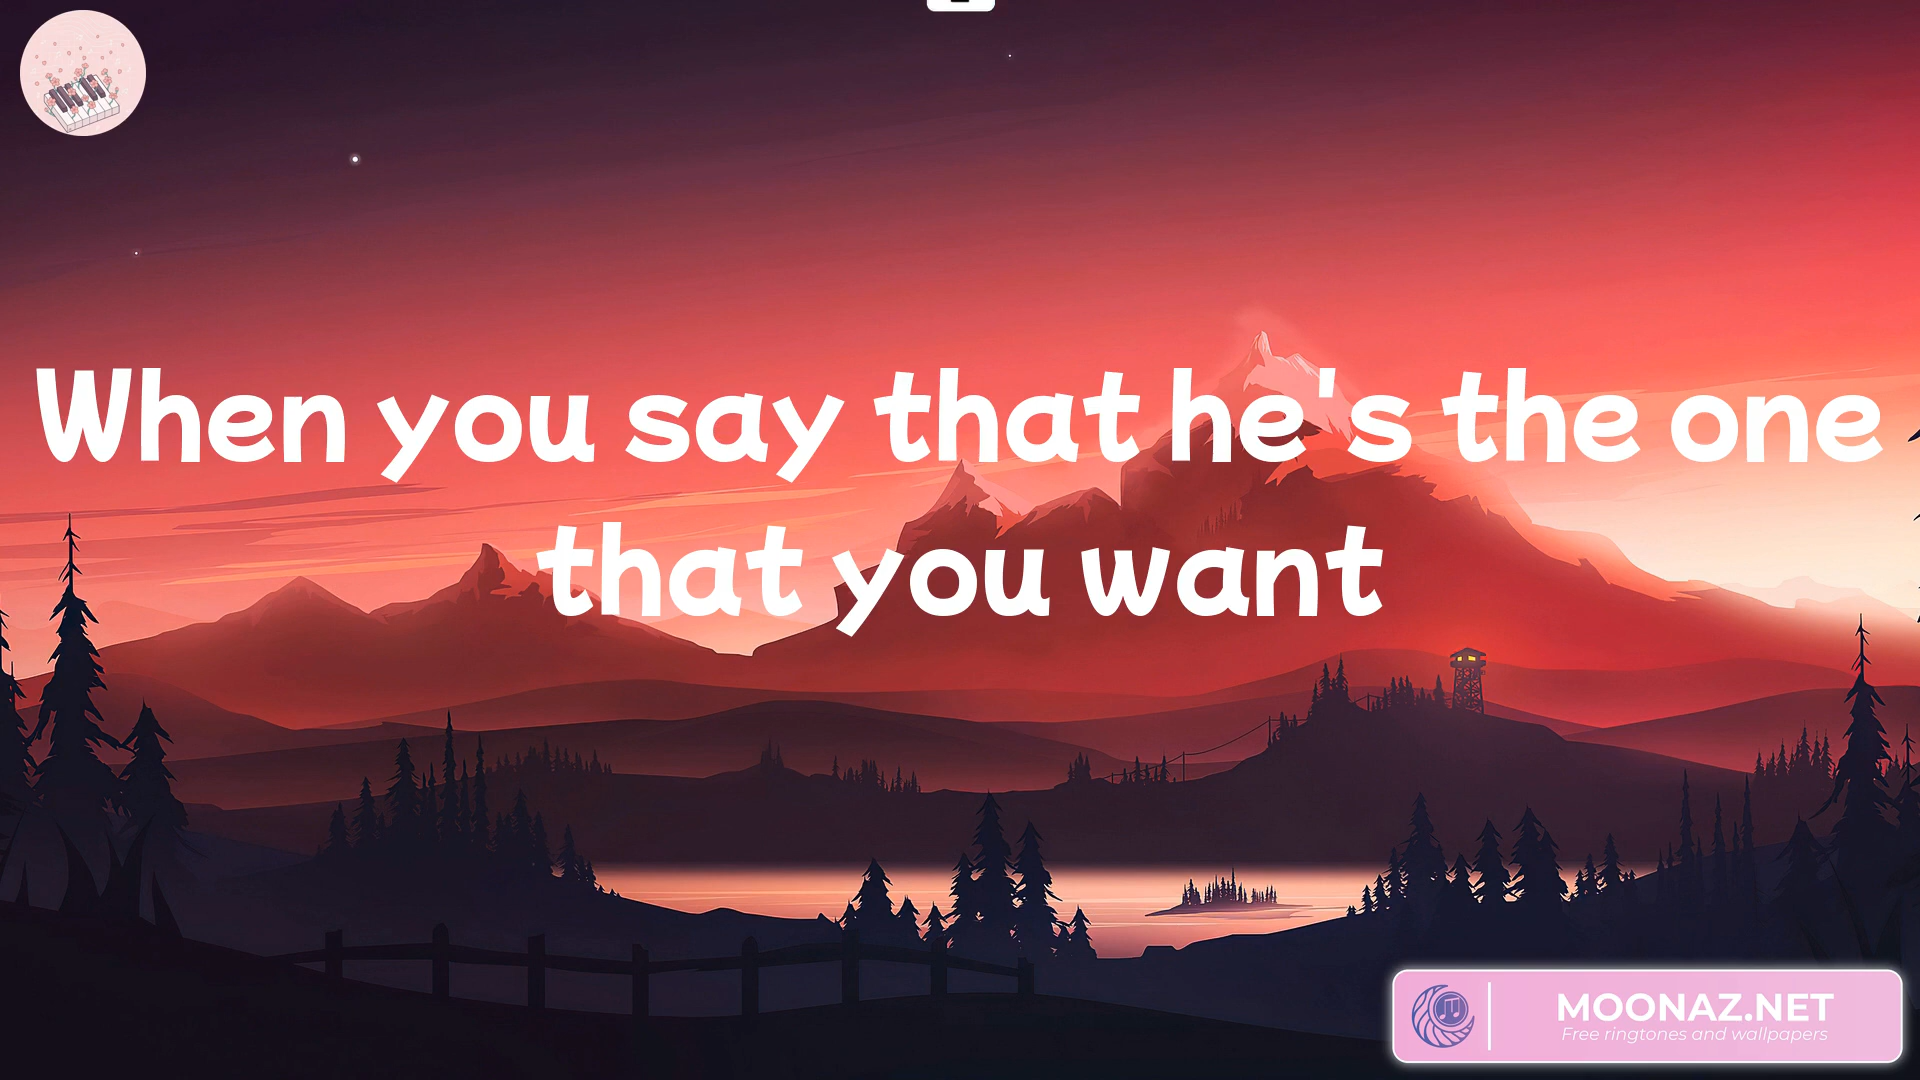 When you say that he's the one
that you want
MOONAZ.NET
Free ringtones and wallpapers